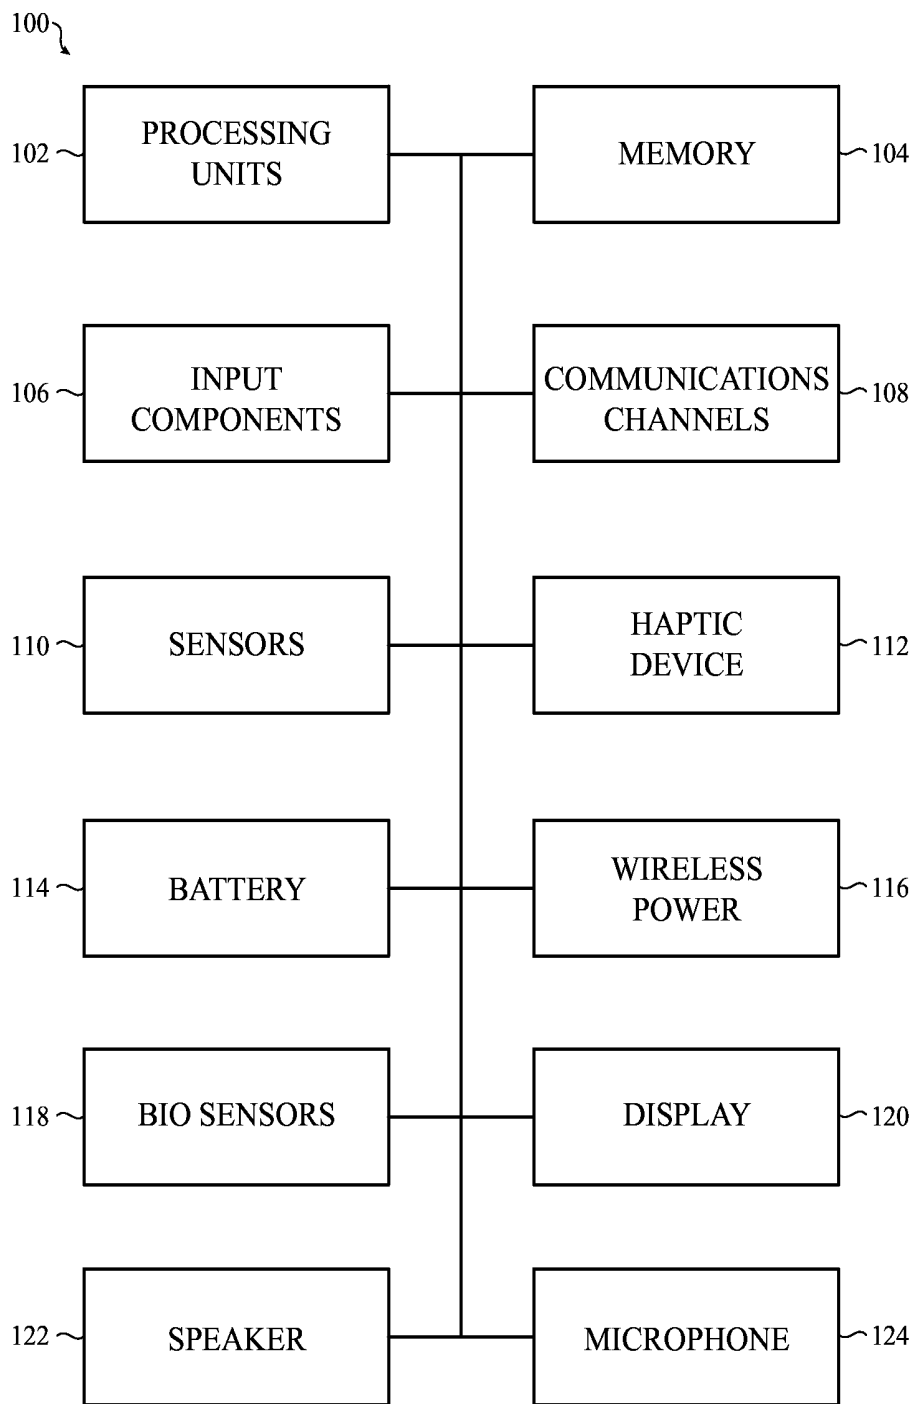 100
102
PROCESSING
UNITS
MEMORY
104
106
INPUT
COMPONENTS
COMMUNICATIONS
CHANNELS
108
110
SENSORS
HAPTIC
DEVICE
112
114
BATTERY
WIRELESS
POWER
116
118
BIO SENSORS
DISPLAY
120
122
SPEAKER
MICROPHONE
124